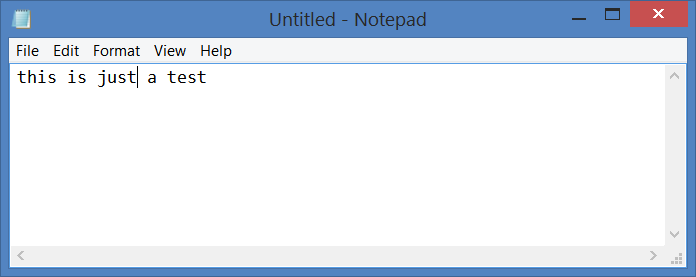 Untitled - Notepad
File Edit Format View Help
this is just a test